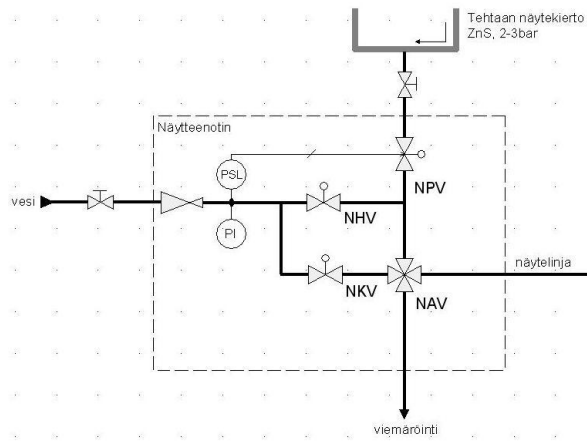 Tehtaan näytekierto
ZnS, 2-3bar
Näytteenotin
PSL
NPV
vesi
NHV
PI
näytelinja
NKV
NAV
viemäröinti